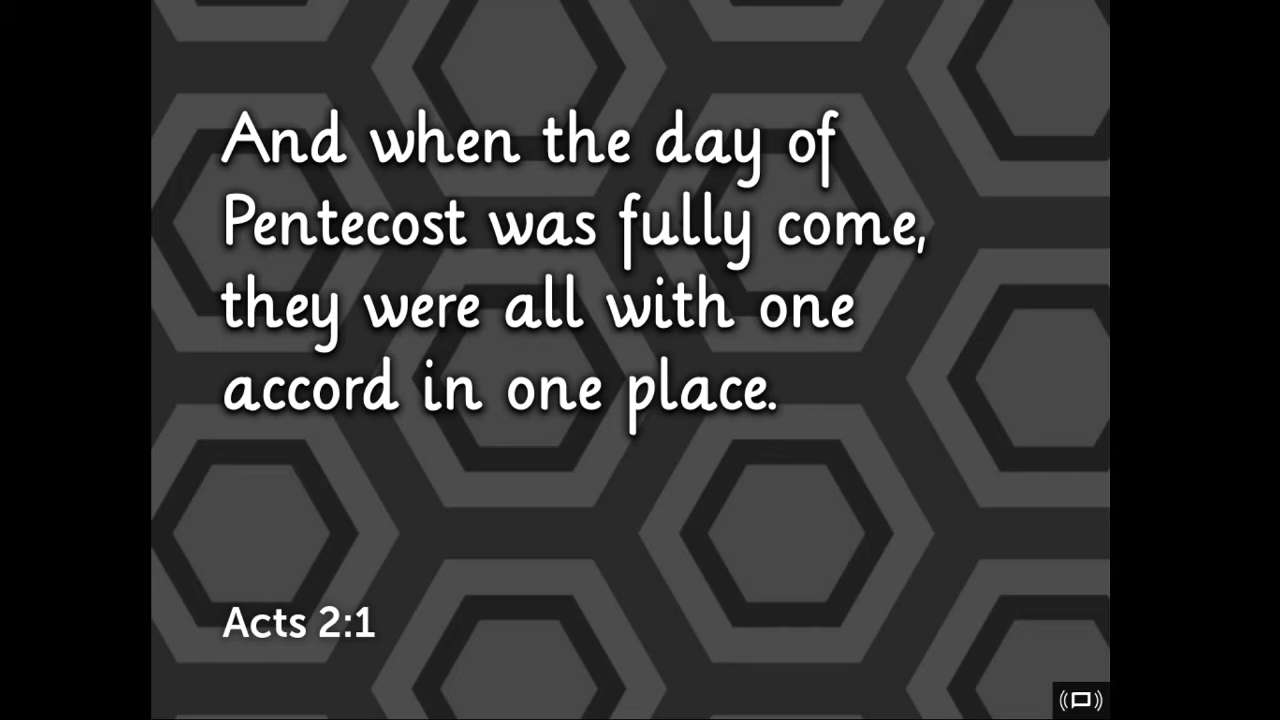 And when the day of
Pentecost was fully come,
they were all with one
accord in one place.
Acts 2:1